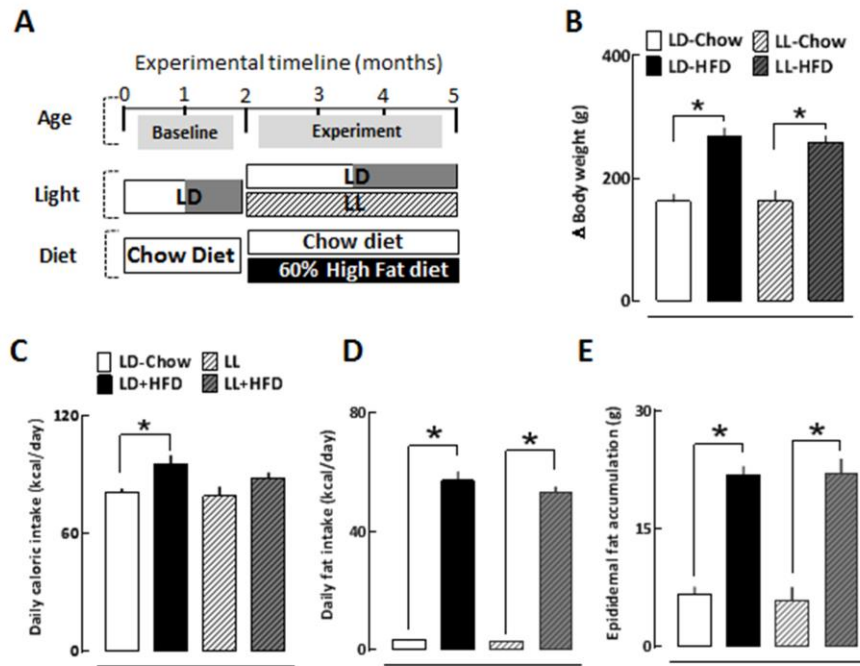 A
Experimental timeline (months)
0 1 2 3 4 5
Age
Baseline
Experiment
Light
LD
LD
LL
Diet
Chow Diet
Chow diet
60% High Fat diet
B
LD-Chow LL-Chow
LD-HFD LL-HFD
400
200
0
Δ Body weight (g)
* *
C
LD-Chow LL
LD+HFD LL+HFD
120
60
0
Daily caloric intake (kcal/day)
*
D
80
40
0
Daily fat intake (kcal/day)
* *
E
30
15
0
Epididemal fat accumulation (g)
* *